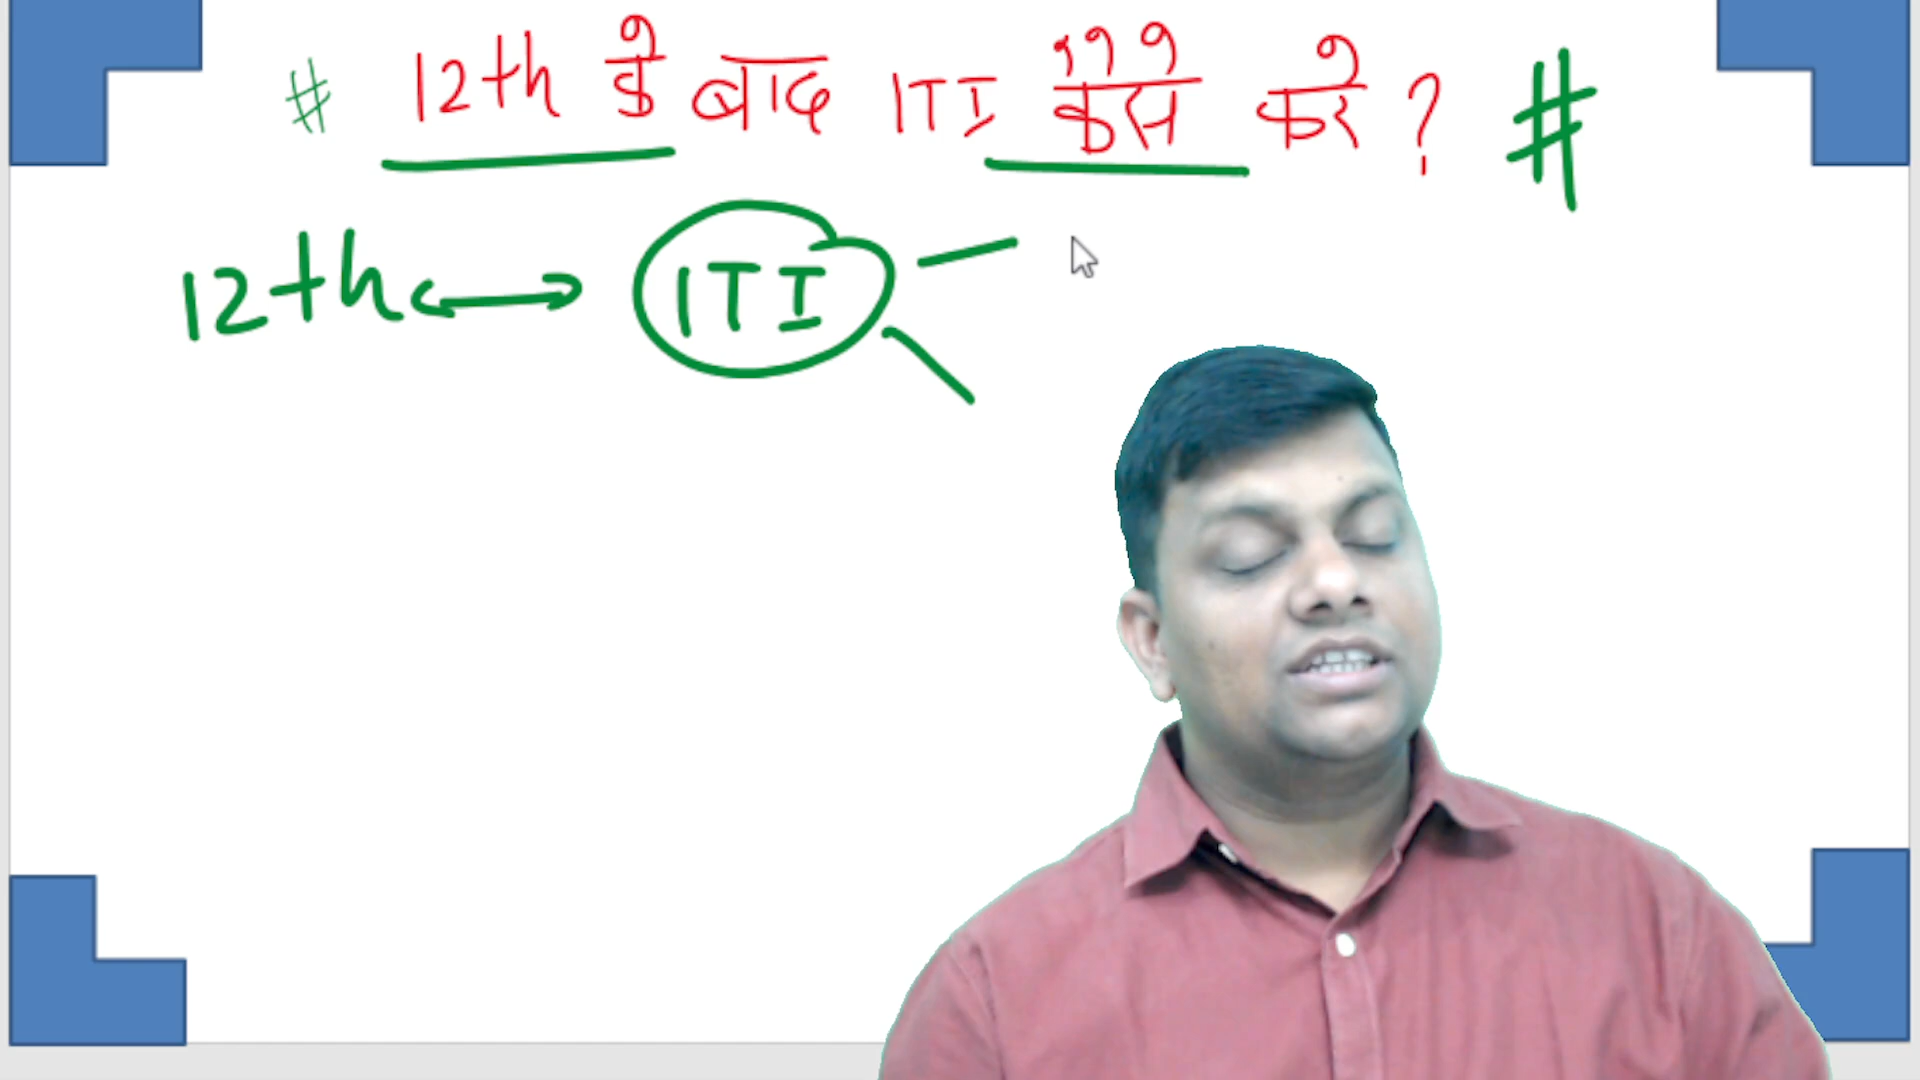 # 12th के बाद ITI कैसे करे ? #
12th ITI